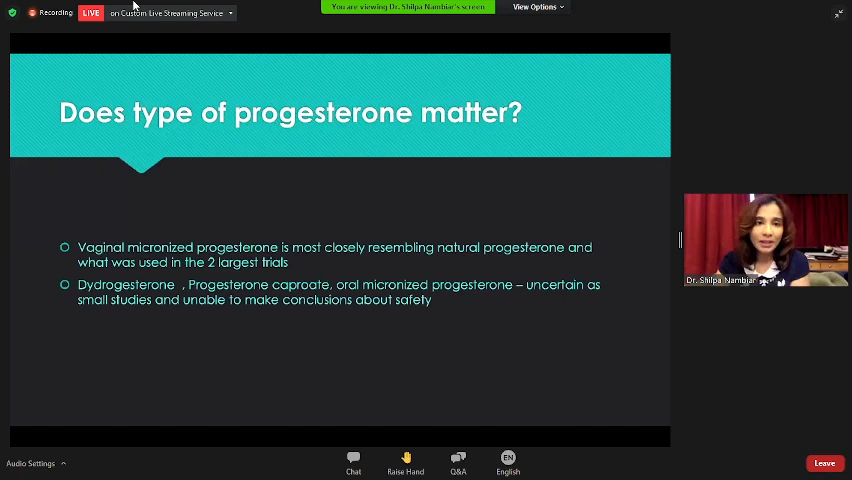 Recording
LIVE
on Custom Live Streaming Service
You are viewing Dr. Shilpa Nambiar's screen
View Options
Does type of progesterone matter?
Vaginal micronized progesterone is most closely resembling natural progesterone and
what was used in the 2 largest trials
Dydrogesterone , Progesterone caproate, oral micronized progesterone – uncertain as
small studies and unable to make conclusions about safety
Dr. Shilpa Nambiar
Audio Settings
Chat
Raise Hand
Q&A
EN
English
Leave